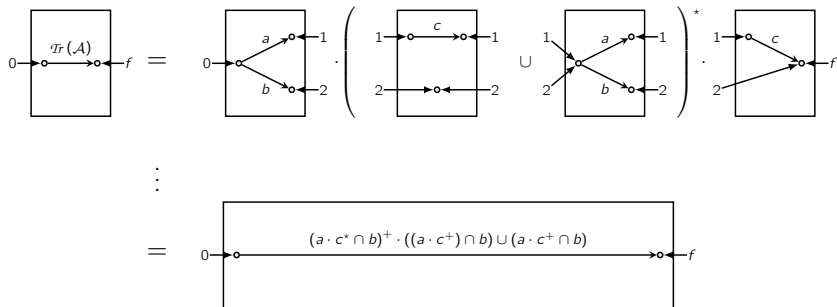 0 𝒯r(𝒜) f = 0 a b 1 2 · ( 1 c 1 2 2 ∪ 1 2 a b 1 2 )⋆ · 1 2 c f
⋮
= 0 (a · c⋆ ∩ b)+ · ((a · c+) ∩ b) ∪ (a · c+ ∩ b) f